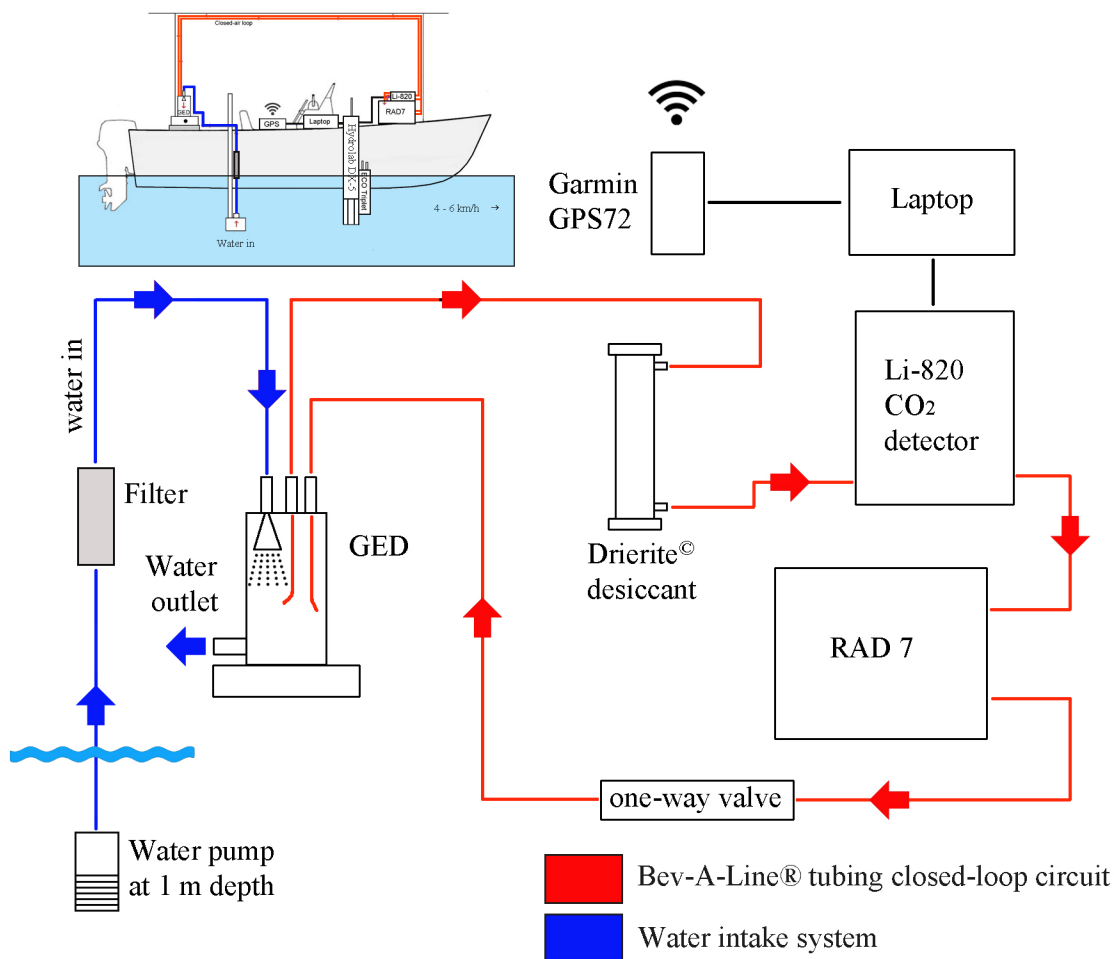 Closed-air loop
GED
GPS
Laptop
Li-820
RAD7
Hydrolab DX-5
ECO Triplet
4 - 6 km/h →
Water in
Garmin
GPS72
Laptop
water in
Filter
Water
outlet
GED
Drierite©
desiccant
Li-820
CO2
detector
RAD 7
one-way valve
Water pump
at 1 m depth
Bev-A-Line® tubing closed-loop circuit
Water intake system